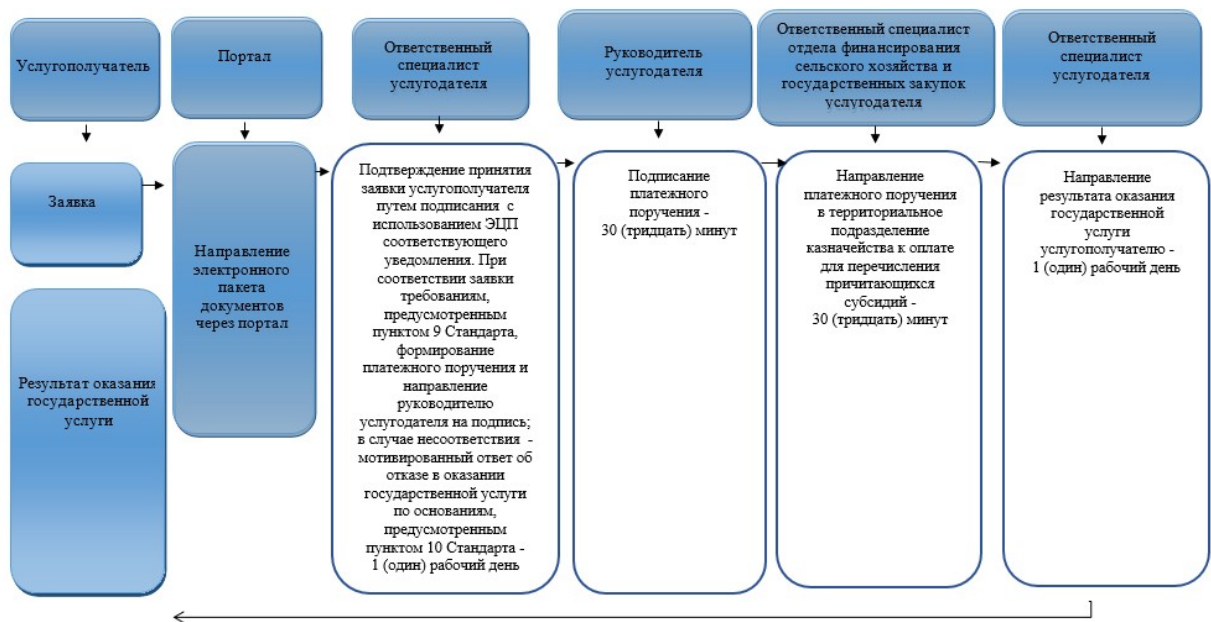 Услугополучатель
Портал
Ответственный
специалист
услугодателя
Руководитель
услугодателя
Ответственный специалист
отдела финансирования
сельского хозяйства и
государственных закупок
услугодателя
Ответственный
специалист
услугодателя
Заявка
Результат оказания
государственной
услуги
Направление
электронного
пакета
документов
через портал
Подтверждение принятия
заявки услугополучателя
путем подписания с
использованием ЭЦП
соответствующего
уведомления. При
соответствии заявки
требованиям,
предусмотренным
пунктом 9 Стандарта,
формирование
платежного поручения и
направление
руководителю
услугодателя на подпись;
в случае несоответствия -
мотивированный ответ об
отказе в оказании
государственной услуги
по основаниям,
предусмотренным
пунктом 10 Стандарта -
1 (один) рабочий день
Подписание
платежного
поручения -
30 (тридцать) минут
Направление
платежного поручения
в территориальное
подразделение
казначейства к оплате
для перечисления
причитающихся
субсидий -
30 (тридцать) минут
Направление
результата оказания
государственной
услуги
услугополучателю -
1 (один) рабочий день